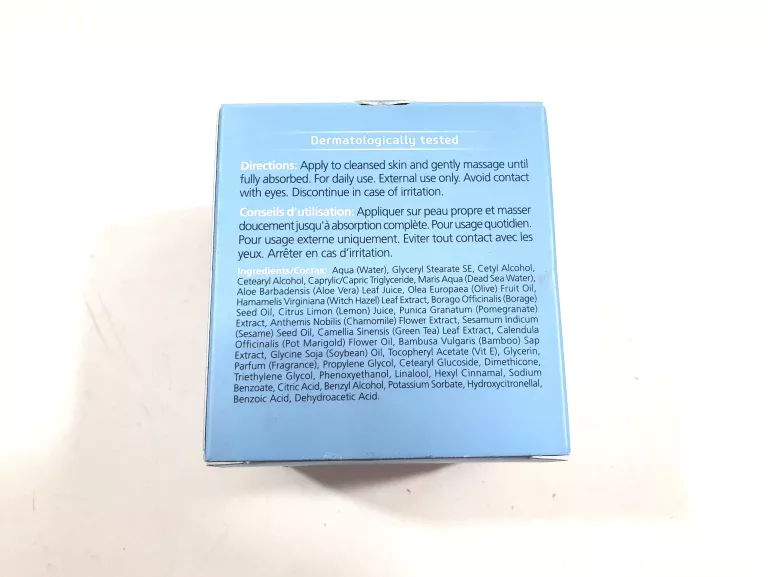 Dermatologically tested
Directions: Apply to cleansed skin and gently massage until
fully absorbed. For daily use. External use only. Avoid contact
with eyes. Discontinue in case of irritation.
Conseils d'utilisation: Appliquer sur peau propre et masser
doucement jusqu'à absorption complète. Pour usage quotidien.
Pour usage externe uniquement. Eviter tout contact avec les
yeux. Arrêter en cas d'irritation.
Ingredients/Состав: Aqua (Water), Glyceryl Stearate SE, Cetyl Alcohol,
Cetearyl Alcohol, Caprylic/Capric Triglyceride, Maris Aqua (Dead Sea Water),
Aloe Barbadensis (Aloe Vera) Leaf Juice, Olea Europaea (Olive) Fruit Oil,
Hamamelis Virginiana (Witch Hazel) Leaf Extract, Borago Officinalis (Borage)
Seed Oil, Citrus Limon (Lemon) Juice, Punica Granatum (Pomegranate)
Extract, Anthemis Nobilis (Chamomile) Flower Extract, Sesamum Indicum
(Sesame) Seed Oil, Camellia Sinensis (Green Tea) Leaf Extract, Calendula
Officinalis (Pot Marigold) Flower Oil, Bambusa Vulgaris (Bamboo) Sap
Extract, Glycine Soja (Soybean) Oil, Tocopheryl Acetate (Vit E), Glycerin,
Parfum (Fragrance), Propylene Glycol, Cetearyl Glucoside, Dimethicone,
Triethylene Glycol, Phenoxyethanol, Linalool, Hexyl Cinnamal, Sodium
Benzoate, Citric Acid, Benzyl Alcohol, Potassium Sorbate, Hydroxycitronellal,
Benzoic Acid, Dehydroacetic Acid.